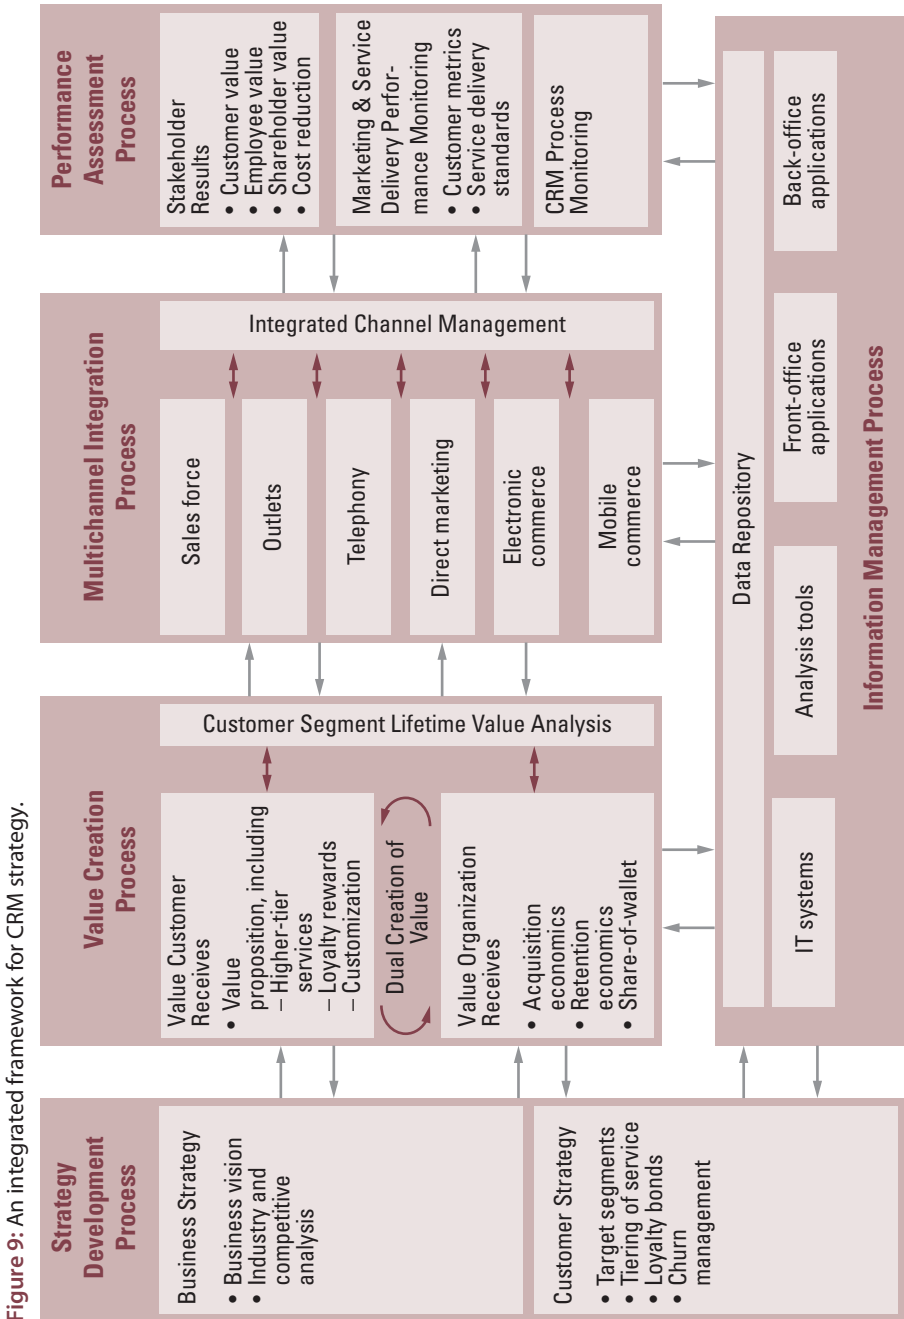 Figure 9: An integrated framework for CRM strategy.
Strategy
Development
Process
Business Strategy
• Business vision
• Industry and
competitive
analysis
Customer Strategy
• Target segments
• Tiering of service
• Loyalty bonds
• Churn
management
Value Creation
Process
Value Customer
Receives
• Value
proposition, including
– Higher-tier
services
– Loyalty rewards
– Customization
Dual Creation of
Value
Value Organization
Receives
• Acquisition
economics
• Retention
economics
• Share-of-wallet
Customer Segment Lifetime Value Analysis
Multichannel Integration
Process
Sales force
Outlets
Telephony
Direct marketing
Electronic
commerce
Mobile
commerce
Integrated Channel Management
Performance
Assessment
Process
Stakeholder
Results
• Customer value
• Employee value
• Shareholder value
• Cost reduction
Marketing & Service
Delivery Perfor-
mance Monitoring
• Customer metrics
• Service delivery
standards
CRM Process
Monitoring
Data Repository
IT systems
Analysis tools
Front-office
applications
Back-office
applications
Information Management Process